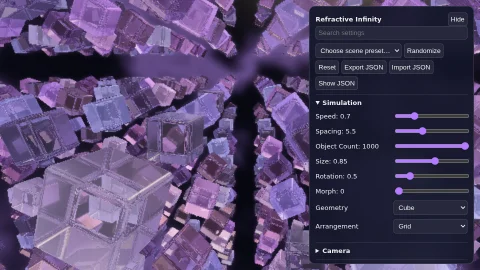 Refractive Infinity
Hide
Search settings
Choose scene preset...
Randomize
Reset
Export JSON
Import JSON
Show JSON
▼ Simulation
Speed: 0.7
Spacing: 5.5
Object Count: 1000
Size: 0.85
Rotation: 0.5
Morph: 0
Geometry
Cube
Arrangement
Grid
► Camera